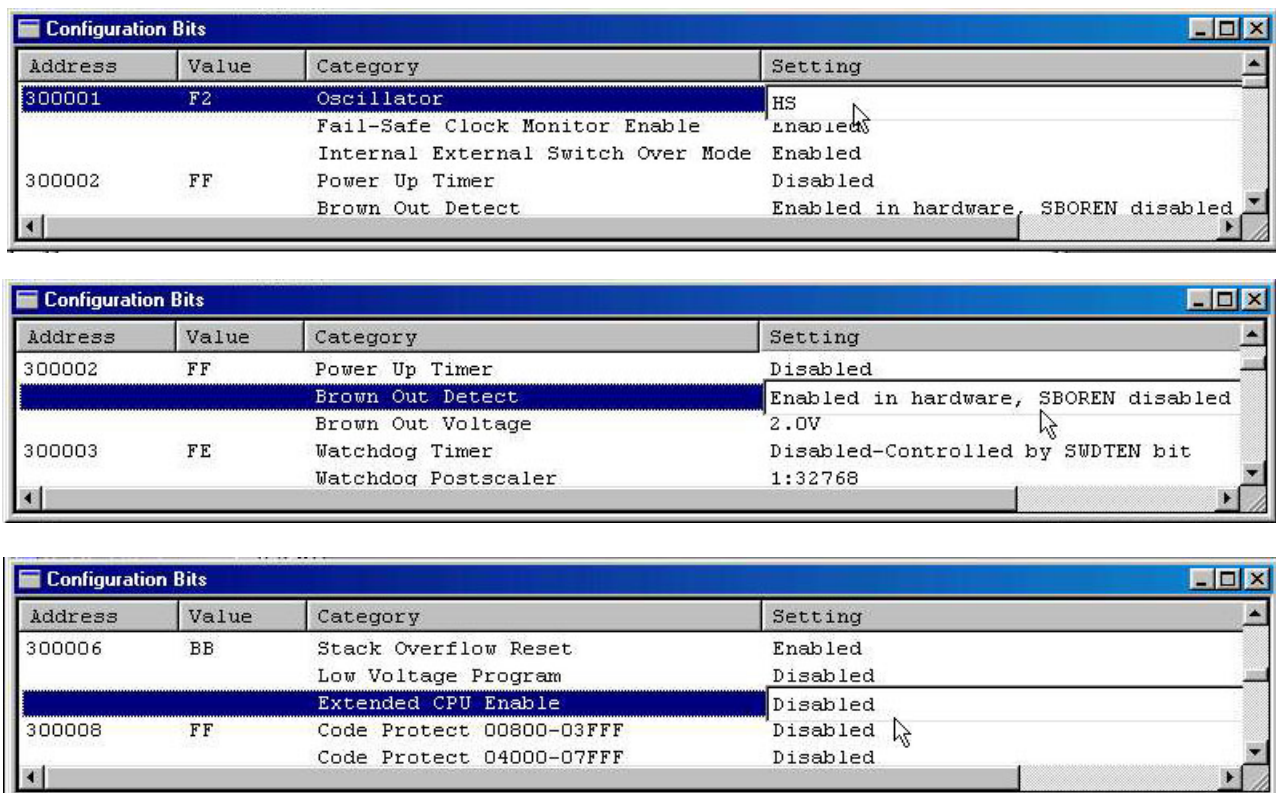 Configuration Bits
Address Value Category Setting
300001 F2 Oscillator HS
Fail-Safe Clock Monitor Enable Enabled
Internal External Switch Over Mode Enabled
300002 FF Power Up Timer Disabled
Brown Out Detect Enabled in hardware, SBOREN disabled
Configuration Bits
Address Value Category Setting
300002 FF Power Up Timer Disabled
Brown Out Detect Enabled in hardware, SBOREN disabled
Brown Out Voltage 2.0V
300003 FE Watchdog Timer Disabled-Controlled by SWDTEN bit
Watchdog Postscaler 1:32768
Configuration Bits
Address Value Category Setting
300006 BB Stack Overflow Reset Enabled
Low Voltage Program Disabled
Extended CPU Enable Disabled
300008 FF Code Protect 00800-03FFF Disabled
Code Protect 04000-07FFF Disabled